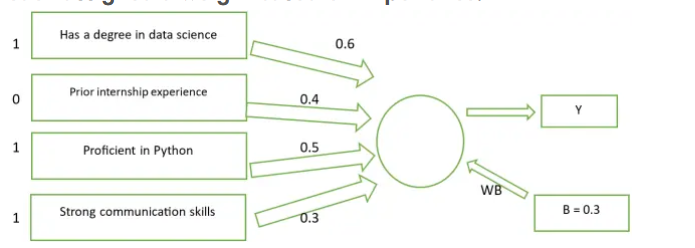 1
Has a degree in data science
0.6
0
Prior internship experience
0.4
Y
1
Proficient in Python
0.5
WB
B = 0.3
1
Strong communication skills
0.3